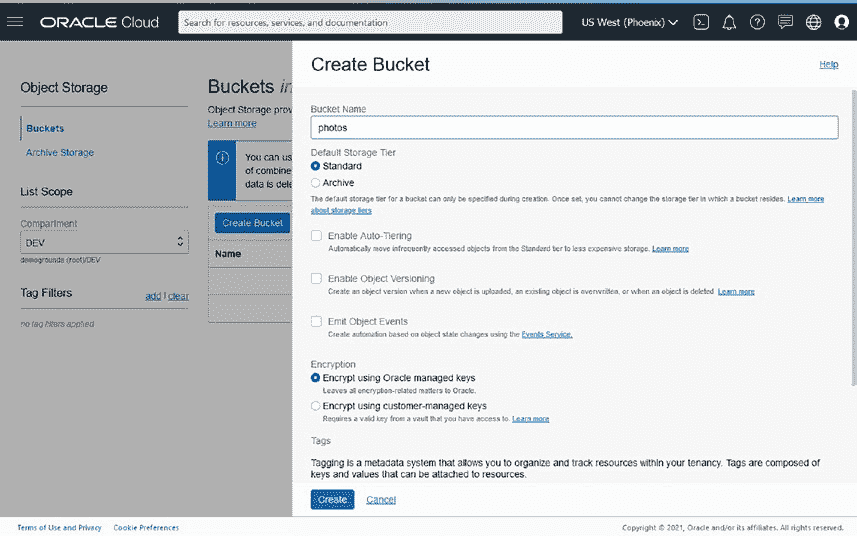 ORACLE Cloud
Search for resources, services, and documentation
US West (Phoenix)
Object Storage
Buckets
Archive Storage
List Scope
Compartment
DEV
demogrounds (root)/DEV
Tag Filters
add | clear
no tag filters applied
Buckets in
Object Storage prov
Learn more
You can us
of combine
data is dele
Create Bucket
Name
Create Bucket
Help
Bucket Name
photos
Default Storage Tier
Standard
Archive
The default storage tier for a bucket can only be specified during creation. Once set, you cannot change the storage tier in which a bucket resides. Learn more
about storage tiers
Enable Auto-Tiering
Automatically move infrequently accessed objects from the Standard tier to less expensive storage. Learn more
Enable Object Versioning
Create an object version when a new object is uploaded, an existing object is overwritten, or when an object is deleted. Learn more
Emit Object Events
Create automation based on object state changes using the Events Service.
Encryption
Encrypt using Oracle managed keys
Leaves all encryption-related matters to Oracle.
Encrypt using customer-managed keys
Requires a valid key from a vault that you have access to. Learn more
Tags
Tagging is a metadata system that allows you to organize and track resources within your tenancy. Tags are composed of
keys and values that can be attached to resources.
Create
Cancel
Terms of Use and Privacy
Cookie Preferences
Copyright © 2021, Oracle and/or its affiliates. All rights reserved.